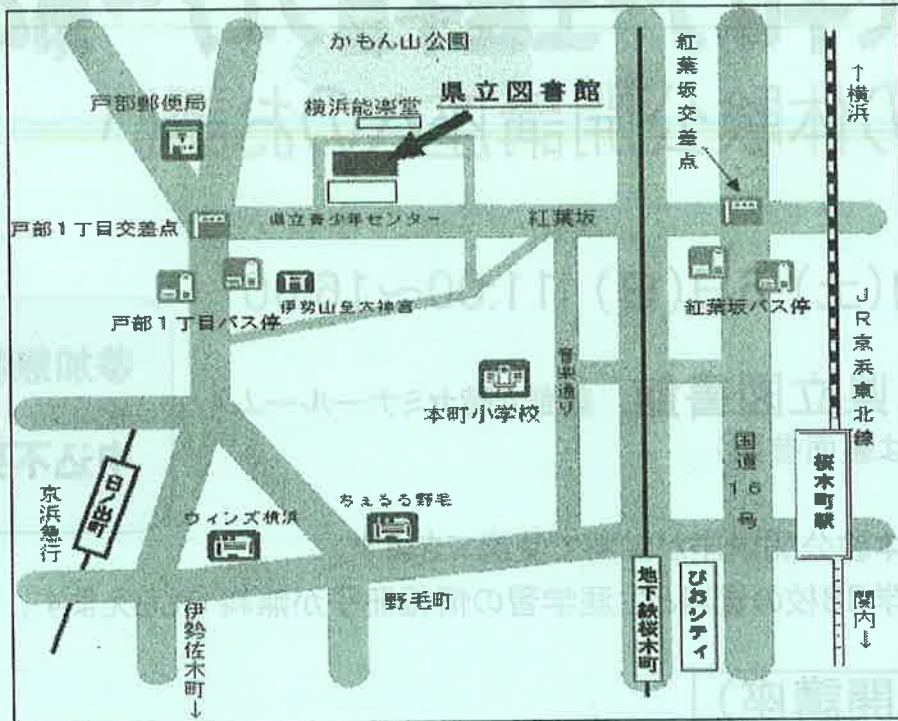 かもん山公園
戸部郵便局
横浜能楽堂
県立図書館
紅葉坂交差点
↑横浜
戸部1丁目交差点
県立青少年センター
紅葉坂
伊勢山皇大神宮
戸部1丁目バス停
紅葉坂バス停
JR京浜東北線
音楽通り
本町小学校
国道16号
桜木町駅
日ノ出町
京浜急行
ウィンズ横浜
ちぇるる野毛
野毛町
地下鉄桜木町
ぴおシティ
関内↓
伊勢佐木町↓